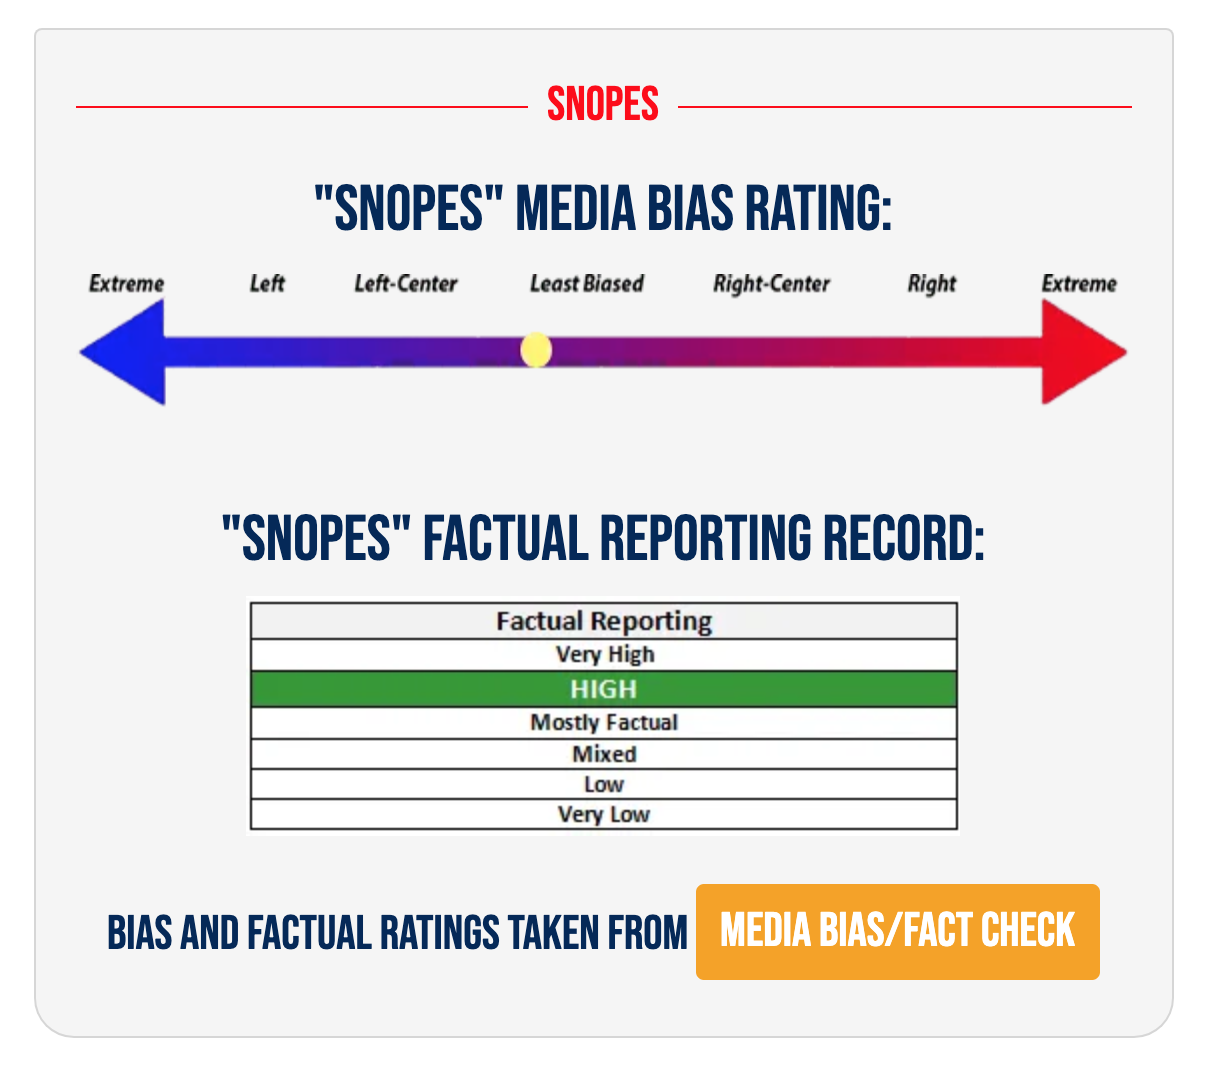 SNOPES
"SNOPES" MEDIA BIAS RATING:
Extreme Left Left-Center Least Biased Right-Center Right Extreme
"SNOPES" FACTUAL REPORTING RECORD:
Factual Reporting
Very High
HIGH
Mostly Factual
Mixed
Low
Very Low
BIAS AND FACTUAL RATINGS TAKEN FROM MEDIA BIAS/FACT CHECK